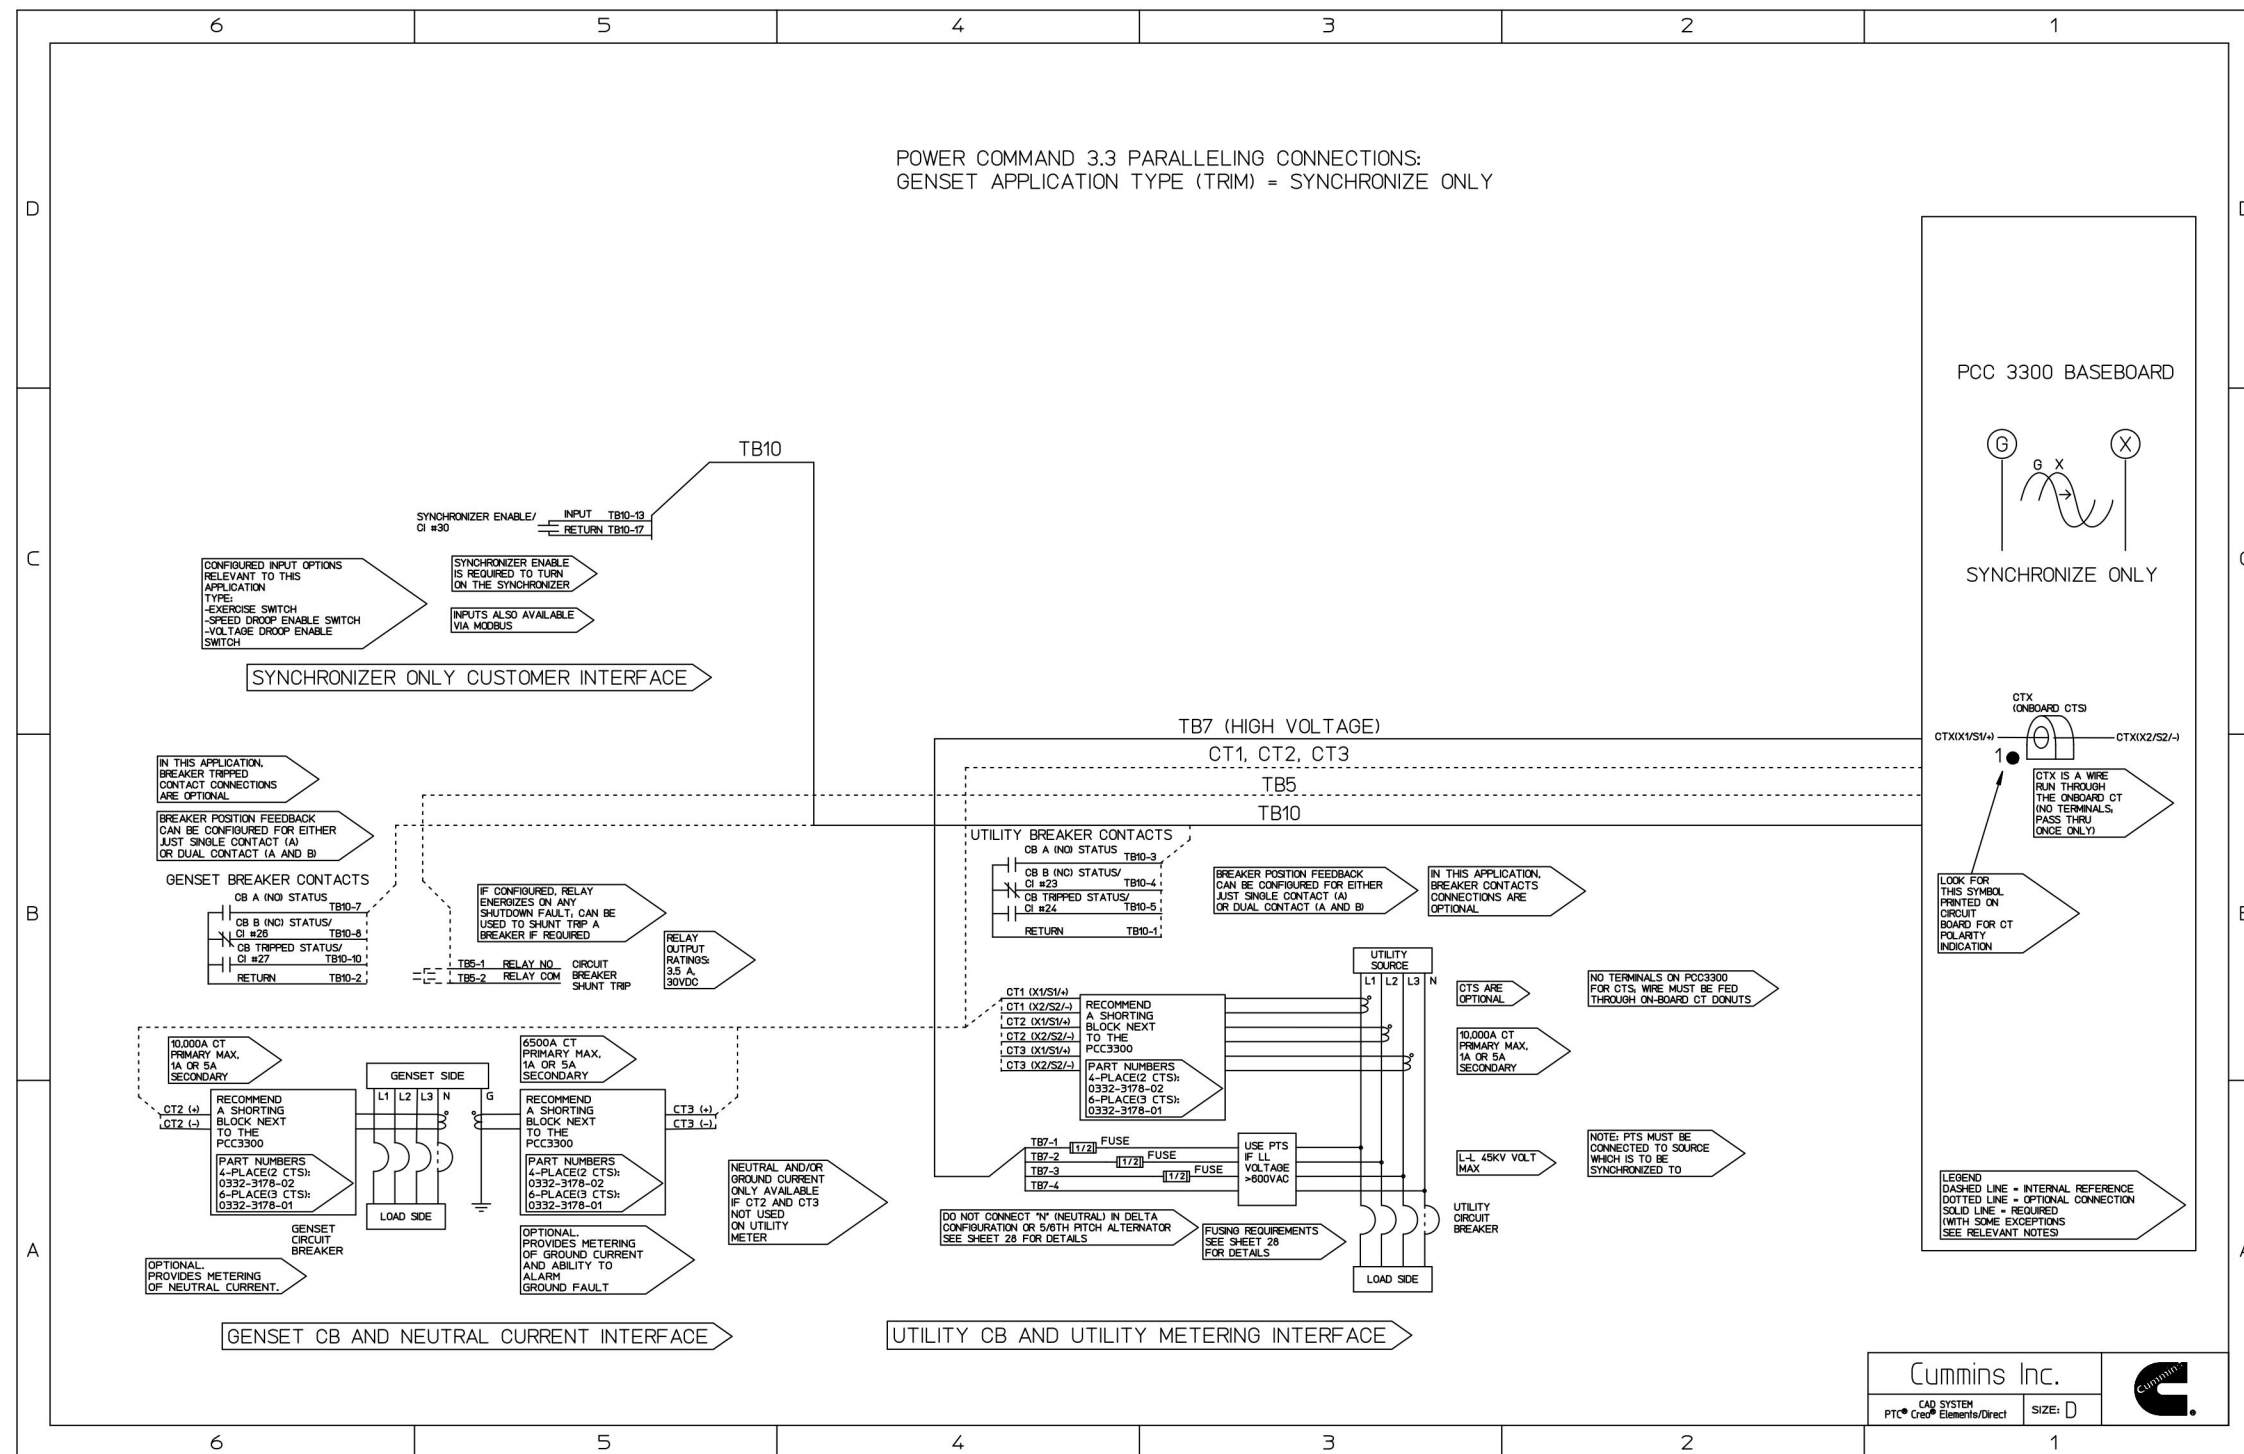 6 5 4 3 2 1
POWER COMMAND 3.3 PARALLELING CONNECTIONS:
GENSET APPLICATION TYPE (TRIM) = SYNCHRONIZE ONLY
D
PCC 3300 BASEBOARD
G X
G X
SYNCHRONIZE ONLY
C
TB10
SYNCHRONIZER ENABLE/
CI #30
INPUT TB10-13
RETURN TB10-17
CONFIGURED INPUT OPTIONS
RELEVANT TO THIS
APPLICATION
TYPE:
-EXERCISE SWITCH
-SPEED DROOP ENABLE SWITCH
-VOLTAGE DROOP ENABLE
SWITCH
SYNCHRONIZER ENABLE
IS REQUIRED TO TURN
ON THE SYNCHRONIZER
INPUTS ALSO AVAILABLE
VIA MODBUS
SYNCHRONIZER ONLY CUSTOMER INTERFACE
CTX
(ONBOARD CTS)
CTX(X1/S1/+)
CTX(X2/S2/-)
1
CTX IS A WIRE
RUN THROUGH
THE ONBOARD CT
(NO TERMINALS,
PASS THRU
ONCE ONLY)
LOOK FOR
THIS SYMBOL
PRINTED ON
CIRCUIT
BOARD FOR CT
POLARITY
INDICATION
TB7 (HIGH VOLTAGE)
CT1, CT2, CT3
TB5
TB10
B
IN THIS APPLICATION,
BREAKER TRIPPED
CONTACT CONNECTIONS
ARE OPTIONAL
BREAKER POSITION FEEDBACK
CAN BE CONFIGURED FOR EITHER
JUST SINGLE CONTACT (A)
OR DUAL CONTACT (A AND B)
GENSET BREAKER CONTACTS
CB A (NO) STATUS
TB10-7
CB B (NC) STATUS/
CI #26 TB10-8
CB TRIPPED STATUS/
CI #27 TB10-10
RETURN TB10-2
IF CONFIGURED, RELAY
ENERGIZES ON ANY
SHUTDOWN FAULT; CAN BE
USED TO SHUNT TRIP A
BREAKER IF REQUIRED
RELAY
OUTPUT
RATINGS:
3.5 A,
30VDC
TB5-1 RELAY NO
TB5-2 RELAY COM
CIRCUIT
BREAKER
SHUNT TRIP
UTILITY BREAKER CONTACTS
CB A (NO) STATUS
TB10-3
CB B (NC) STATUS/
CI #23 TB10-4
CB TRIPPED STATUS/
CI #24 TB10-5
RETURN TB10-1
BREAKER POSITION FEEDBACK
CAN BE CONFIGURED FOR EITHER
JUST SINGLE CONTACT (A)
OR DUAL CONTACT (A AND B)
IN THIS APPLICATION,
BREAKER CONTACTS
CONNECTIONS ARE
OPTIONAL
UTILITY
SOURCE
L1 L2 L3 N
CT1 (X1/S1/+)
CT1 (X2/S2/-)
CT2 (X1/S1/+)
CT2 (X2/S2/-)
CT3 (X1/S1/+)
CT3 (X2/S2/-)
RECOMMEND
A SHORTING
BLOCK NEXT
TO THE
PCC3300
PART NUMBERS
4-PLACE(2 CTS):
0332-3178-02
6-PLACE(3 CTS):
0332-3178-01
CTS ARE
OPTIONAL
10,000A CT
PRIMARY MAX,
1A OR 5A
SECONDARY
NO TERMINALS ON PCC3300
FOR CTS, WIRE MUST BE FED
THROUGH ON-BOARD CT DONUTS
10,000A CT
PRIMARY MAX,
1A OR 5A
SECONDARY
GENSET SIDE
L1 L2 L3 N G
6500A CT
PRIMARY MAX,
1A OR 5A
SECONDARY
CT2 (+)
CT2 (-)
RECOMMEND
A SHORTING
BLOCK NEXT
TO THE
PCC3300
PART NUMBERS
4-PLACE(2 CTS):
0332-3178-02
6-PLACE(3 CTS):
0332-3178-01
RECOMMEND
A SHORTING
BLOCK NEXT
TO THE
PCC3300
PART NUMBERS
4-PLACE(2 CTS):
0332-3178-02
6-PLACE(3 CTS):
0332-3178-01
CT3 (+)
CT3 (-)
LOAD SIDE
GENSET
CIRCUIT
BREAKER
A
OPTIONAL.
PROVIDES METERING
OF NEUTRAL CURRENT.
OPTIONAL.
PROVIDES METERING
OF GROUND CURRENT
AND ABILITY TO
ALARM
GROUND FAULT
NEUTRAL AND/OR
GROUND CURRENT
ONLY AVAILABLE
IF CT2 AND CT3
NOT USED
ON UTILITY
METER
TB7-1 1/2 FUSE
TB7-2 1/2 FUSE
TB7-3 1/2 FUSE
TB7-4
USE PTS
IF LL
VOLTAGE
>600VAC
L-L 45KV VOLT
MAX
NOTE: PTS MUST BE
CONNECTED TO SOURCE
WHICH IS TO BE
SYNCHRONIZED TO
DO NOT CONNECT "N" (NEUTRAL) IN DELTA
CONFIGURATION OR 5/6TH PITCH ALTERNATOR
SEE SHEET 28 FOR DETAILS
FUSING REQUIREMENTS
SEE SHEET 28
FOR DETAILS
UTILITY
CIRCUIT
BREAKER
LOAD SIDE
LEGEND
DASHED LINE = INTERNAL REFERENCE
DOTTED LINE = OPTIONAL CONNECTION
SOLID LINE = REQUIRED
(WITH SOME EXCEPTIONS
SEE RELEVANT NOTES)
GENSET CB AND NEUTRAL CURRENT INTERFACE
UTILITY CB AND UTILITY METERING INTERFACE
Cummins Inc.
CAD SYSTEM
PTC® Creo® Elements/Direct
SIZE: D
Cummins
6 5 4 3 2 1